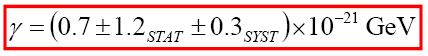 γ = (0.7 ± 1.2_STAT ± 0.3_SYST) × 10⁻²¹ GeV